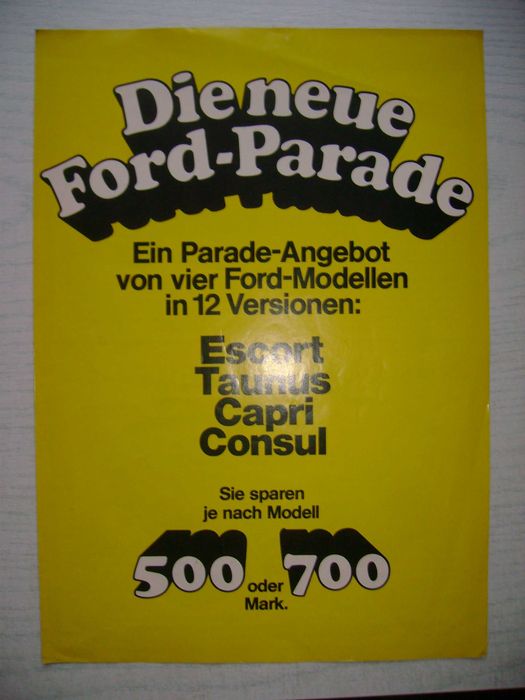 Die neue
Ford-Parade
Ein Parade-Angebot
von vier Ford-Modellen
in 12 Versionen:
Escort
Taunus
Capri
Consul
Sie sparen
je nach Modell
500 oder 700
Mark.